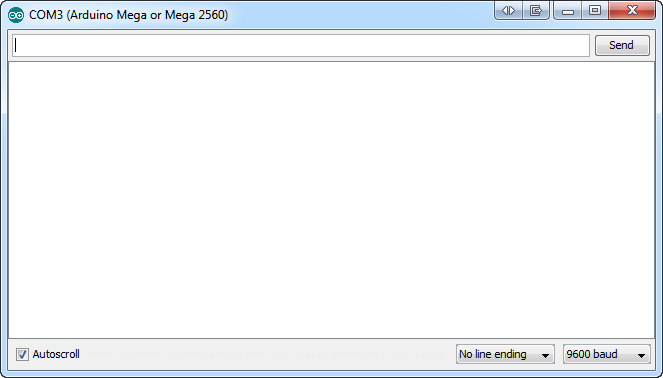 COM3 (Arduino Mega or Mega 2560)
Send
Autoscroll
No line ending
9600 baud